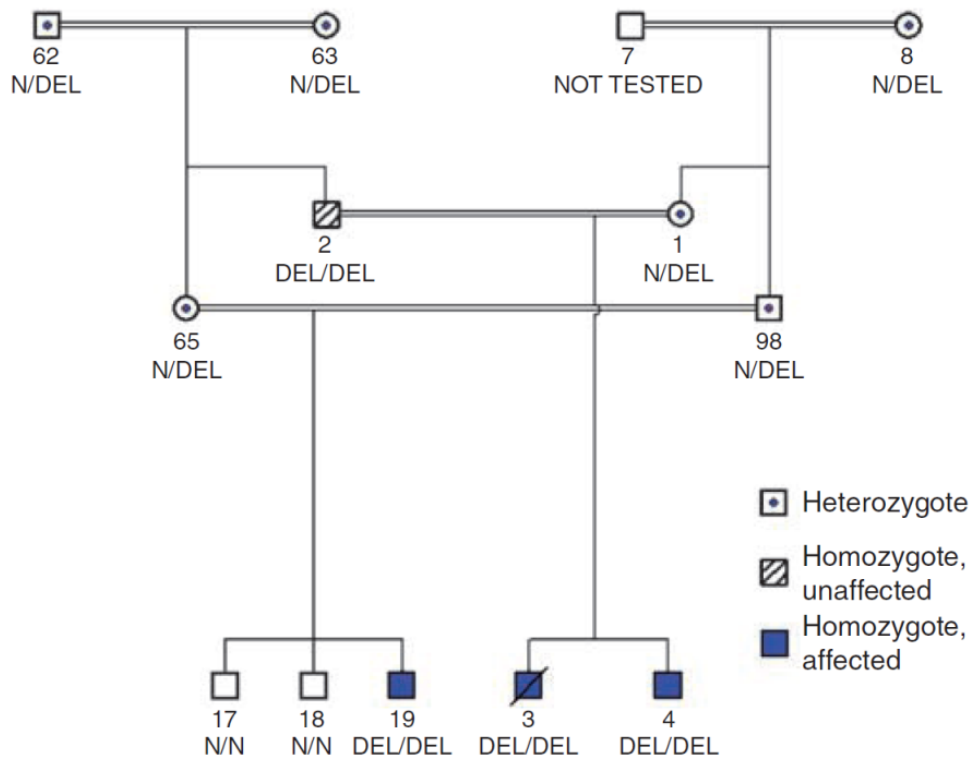 62
N/DEL
63
N/DEL
7
NOT TESTED
8
N/DEL
2
DEL/DEL
1
N/DEL
65
N/DEL
98
N/DEL
Heterozygote
Homozygote,
unaffected
Homozygote,
affected
17
N/N
18
N/N
19
DEL/DEL
3
DEL/DEL
4
DEL/DEL